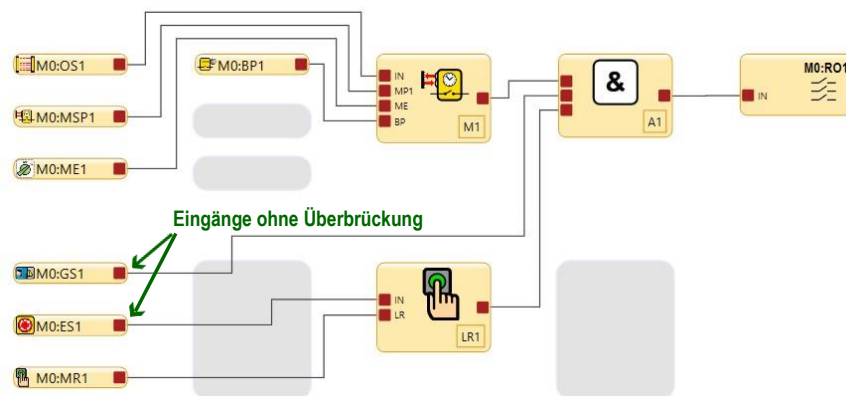 M0:OS1
M0:BP1
M0:MSP1
M0:ME1
IN
MP1
ME
BP
M1
&
A1
M0:RO1
IN
Eingänge ohne Überbrückung
M0:GS1
M0:ES1
M0:MR1
IN
LR
LR1